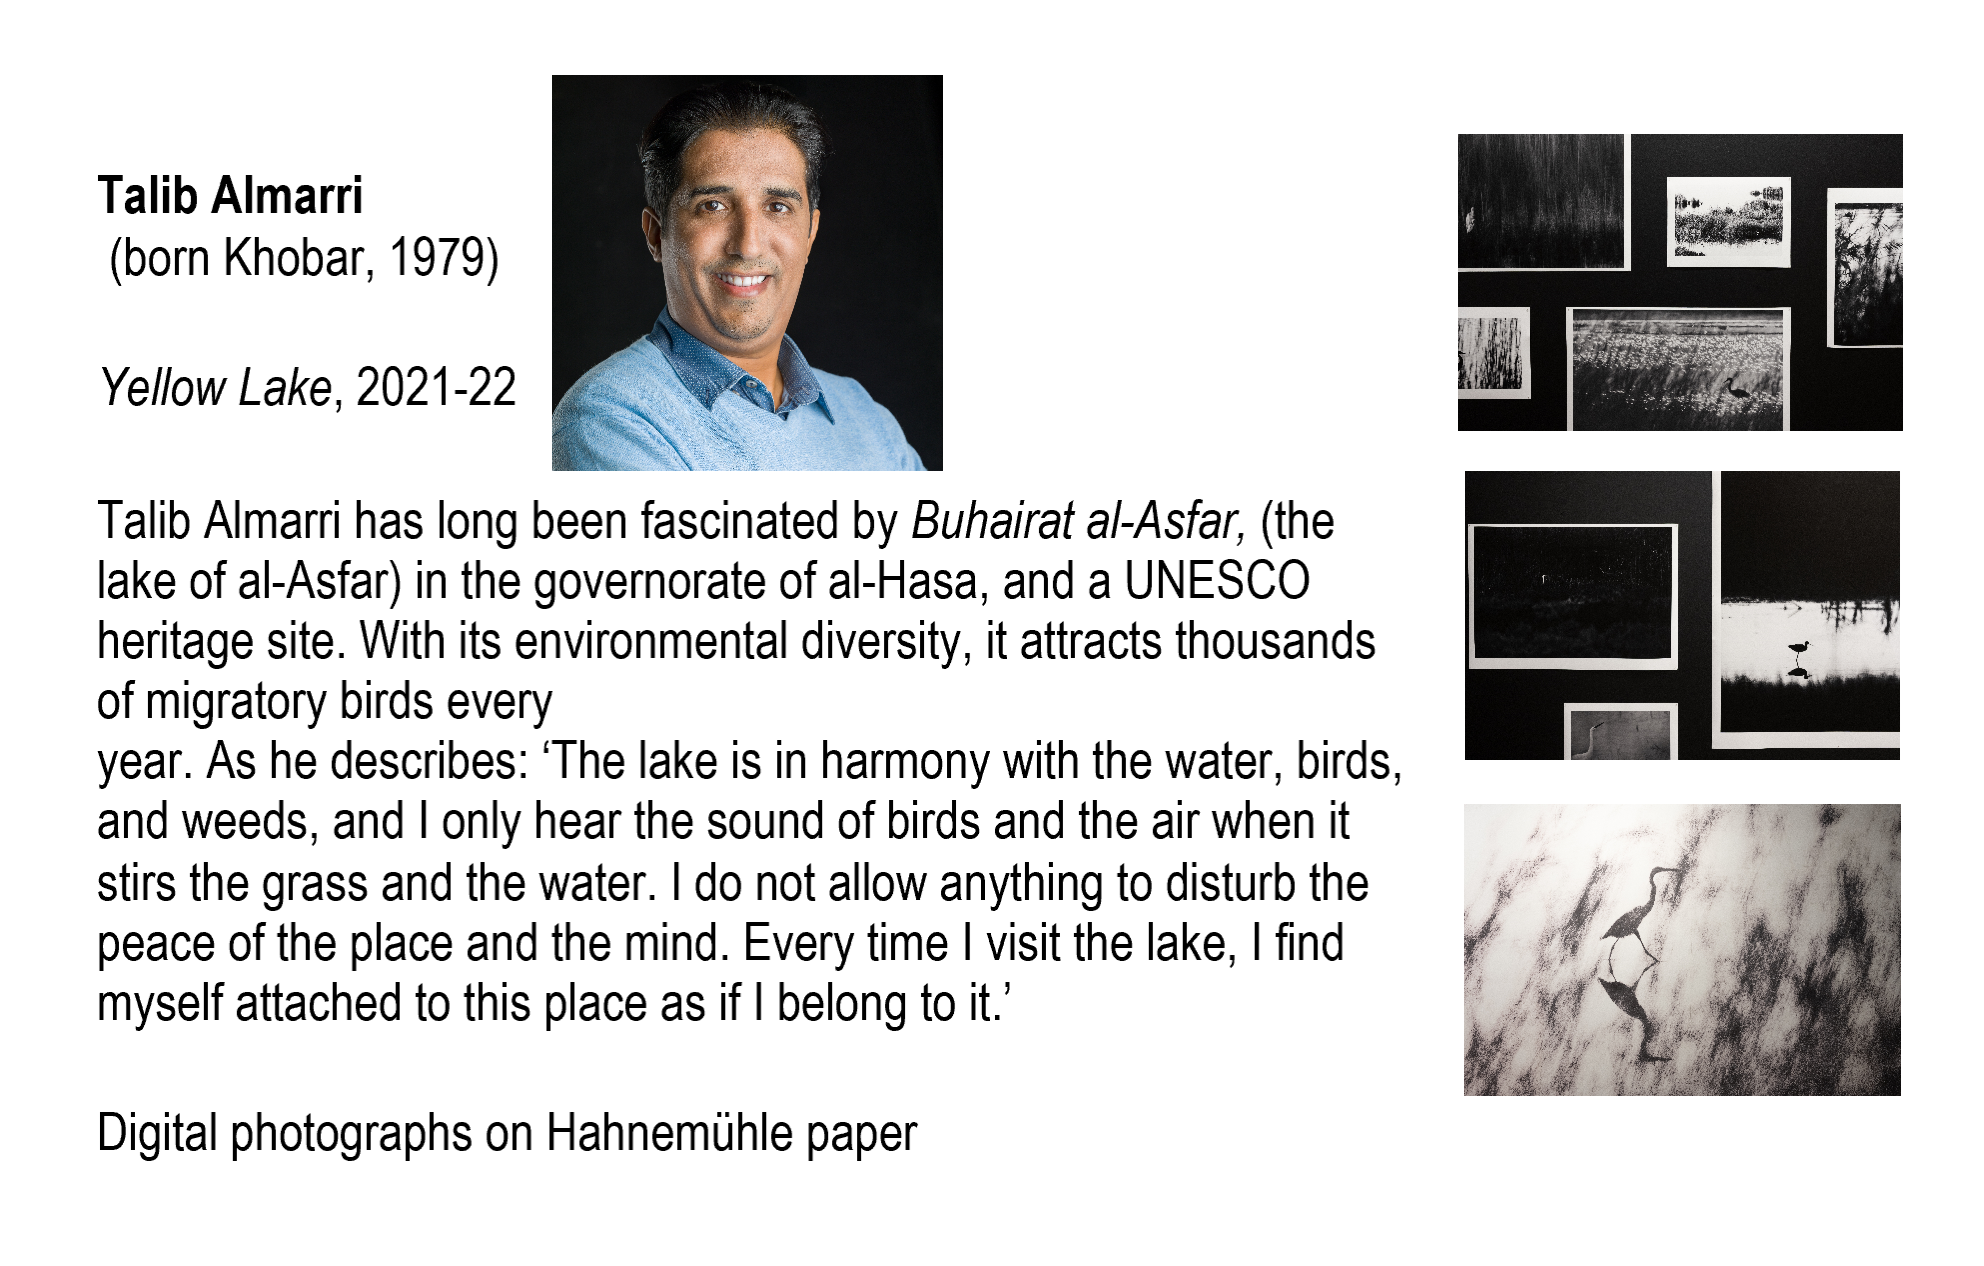 Talib Almarri
(born Khobar, 1979)
Yellow Lake, 2021-22
Talib Almarri has long been fascinated by Buhairat al-Asfar, (the
lake of al-Asfar) in the governorate of al-Hasa, and a UNESCO
heritage site. With its environmental diversity, it attracts thousands
of migratory birds every
year. As he describes: ‘The lake is in harmony with the water, birds,
and weeds, and I only hear the sound of birds and the air when it
stirs the grass and the water. I do not allow anything to disturb the
peace of the place and the mind. Every time I visit the lake, I find
myself attached to this place as if I belong to it.’
Digital photographs on Hahnemühle paper